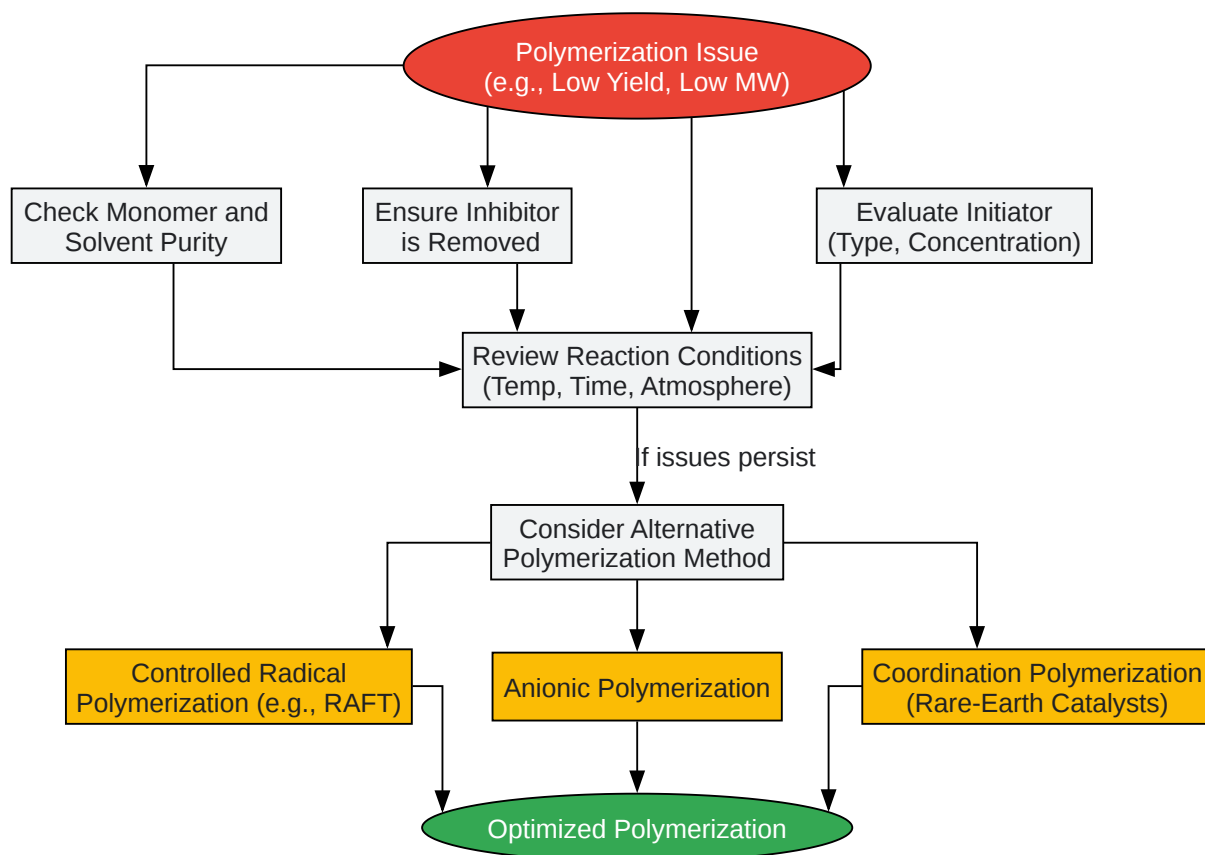 Polymerization Issue
(e.g., Low Yield, Low MW)
Check Monomer and
Solvent Purity
Ensure Inhibitor
is Removed
Evaluate Initiator
(Type, Concentration)
Review Reaction Conditions
(Temp, Time, Atmosphere)
If issues persist
Consider Alternative
Polymerization Method
Controlled Radical
Polymerization (e.g., RAFT)
Anionic Polymerization
Coordination Polymerization
(Rare-Earth Catalysts)
Optimized Polymerization